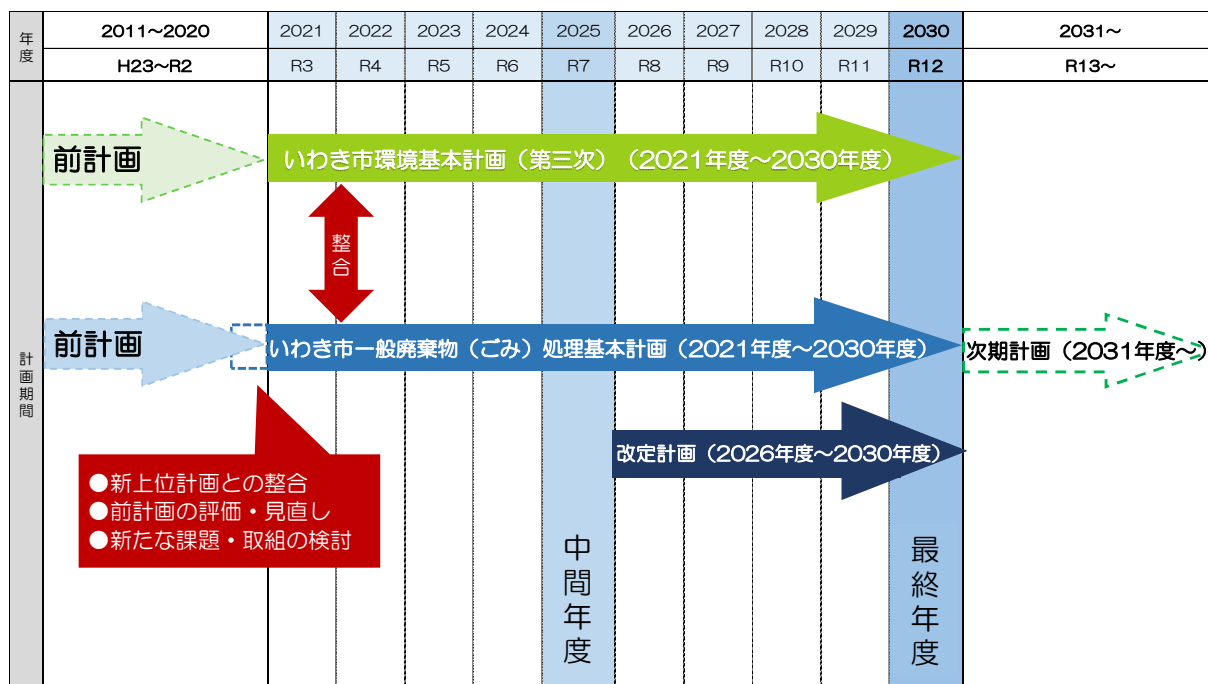 年度
2011～2020
2021
2022
2023
2024
2025
2026
2027
2028
2029
2030
2031～
H23～R2
R3
R4
R5
R6
R7
R8
R9
R10
R11
R12
R13～
計画期間
前計画
いわき市環境基本計画（第三次）（2021年度～2030年度）
整合
前計画
いわき市一般廃棄物（ごみ）処理基本計画（2021年度～2030年度）
次期計画（2031年度～）
改定計画（2026年度～2030年度）
●新上位計画との整合
●前計画の評価・見直し
●新たな課題・取組の検討
中間年度
最終年度